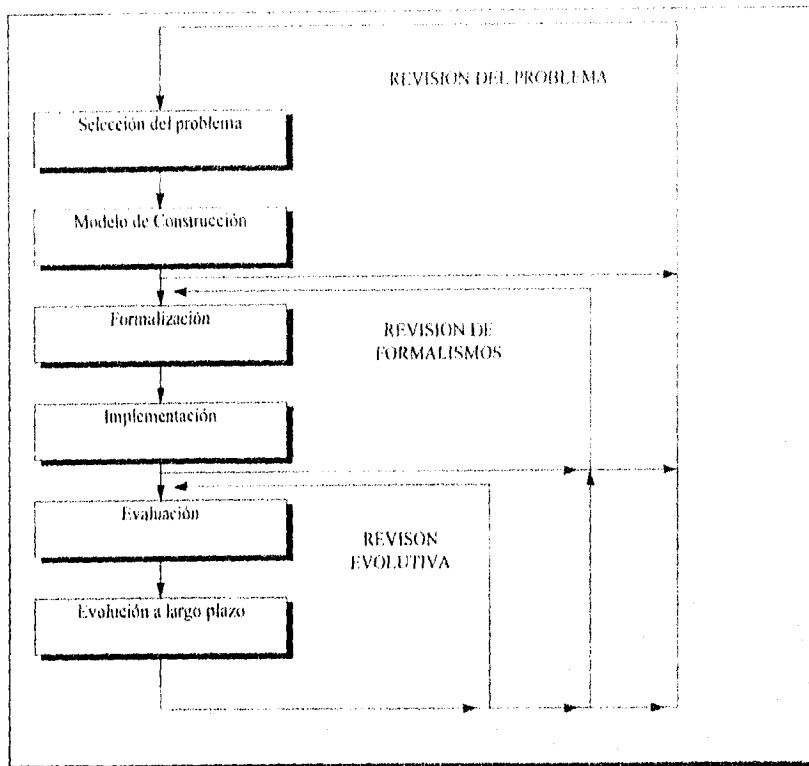 REVISION DEL PROBLEMA
Selección del problema
Modelo de Construcción
Formalización
REVISION DE
FORMALISMOS
Implementación
Evaluación
REVISON
EVOLUTIVA
Evolución a largo plazo